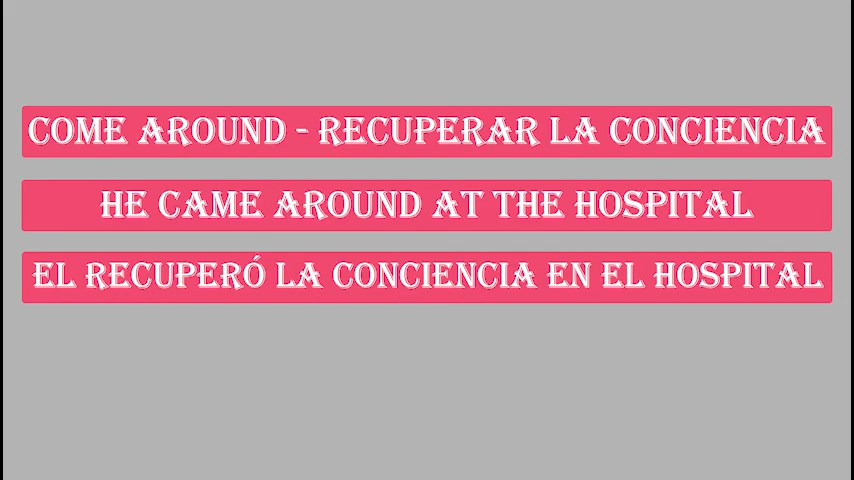 COME AROUND - RECUPERAR LA CONCIENCIA
HE CAME AROUND AT THE HOSPITAL
EL RECUPERÓ LA CONCIENCIA EN EL HOSPITAL